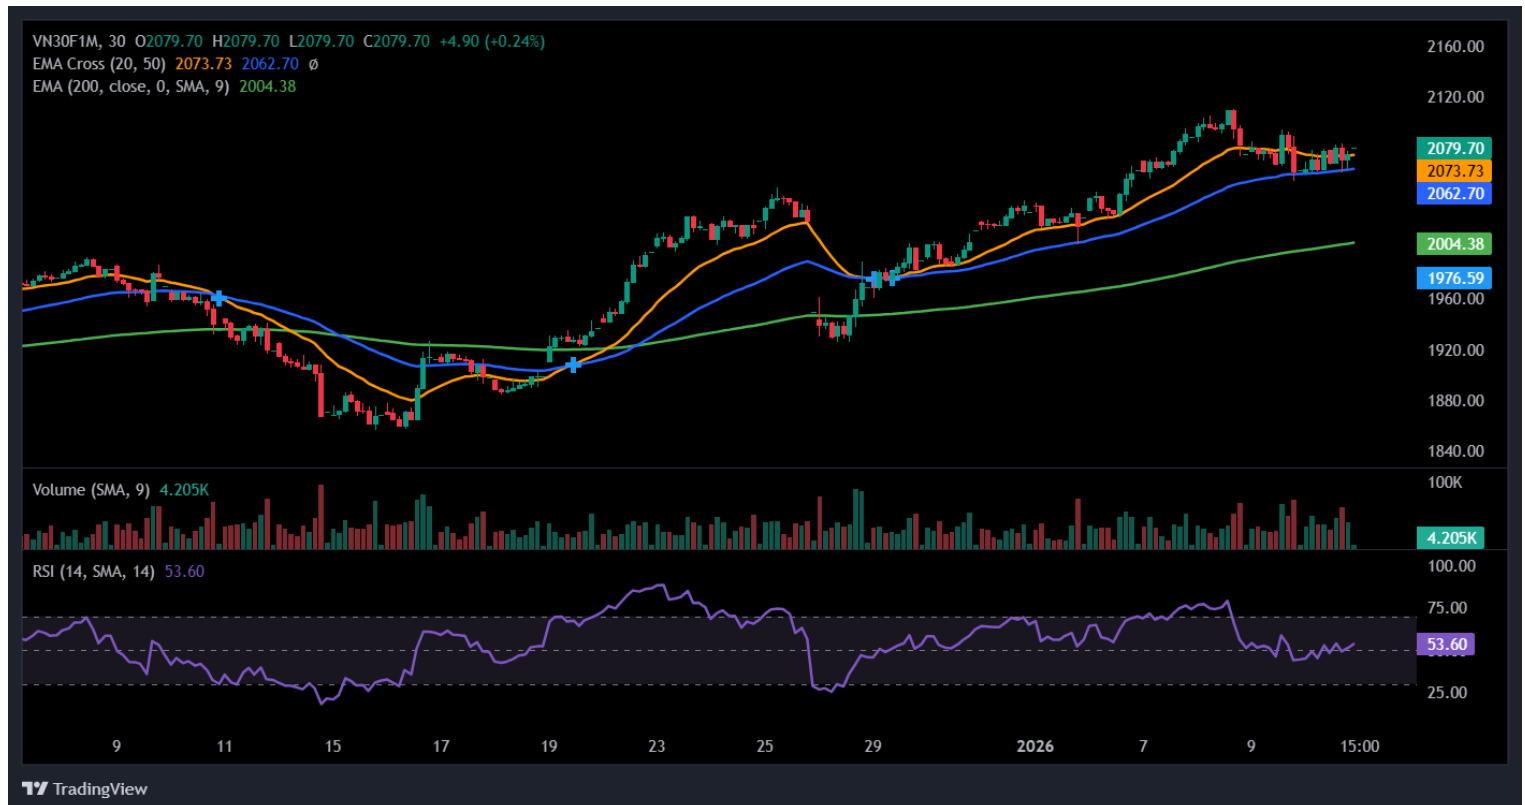 VN30F1M, 30 O2079.70 H2079.70 L2079.70 C2079.70 +4.90 (+0.24%)
EMA Cross (20, 50) 2073.73 2062.70 ø
EMA (200, close, 0, SMA, 9) 2004.38
2160.00
2120.00
2079.70
2073.73
2062.70
2004.38
1976.59
1960.00
1920.00
1880.00
1840.00
Volume (SMA, 9) 4.205K
100K
4.205K
RSI (14, SMA, 14) 53.60
100.00
75.00
53.60
25.00
9 11 15 17 19 23 25 29 2026 7 9 15:00
TradingView